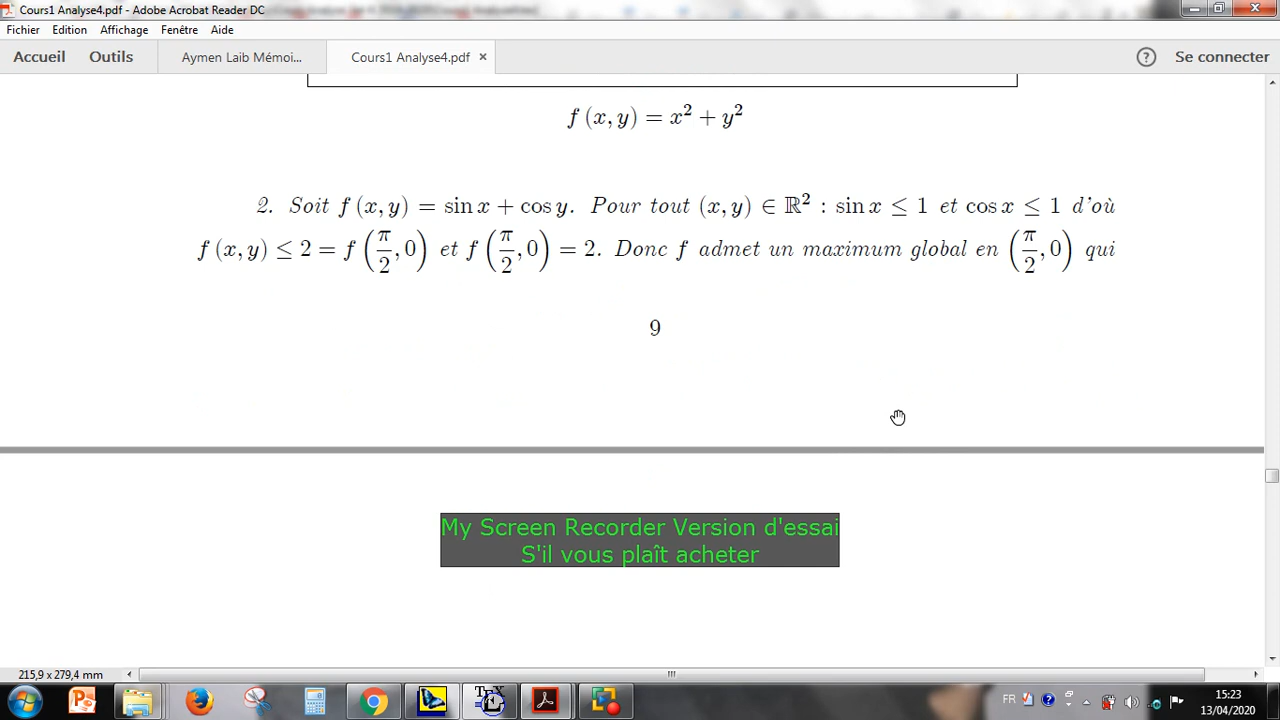 Cours1 Analyse4.pdf - Adobe Acrobat Reader DC
Fichier Edition Affichage Fenêtre Aide
Accueil Outils Aymen Laib Mémoi... Cours1 Analyse4.pdf × ? Se connecter
f (x, y) = x² + y²
2. Soit f (x, y) = sin x + cos y. Pour tout (x, y) ∈ ℝ² : sin x ≤ 1 et cos x ≤ 1 d'où
f (x, y) ≤ 2 = f (π/2, 0) et f (π/2, 0) = 2. Donc f admet un maximum global en (π/2, 0) qui
9
My Screen Recorder Version d'essai
S'il vous plaît acheter
215,9 x 279,4 mm
FR 15:23
13/04/2020